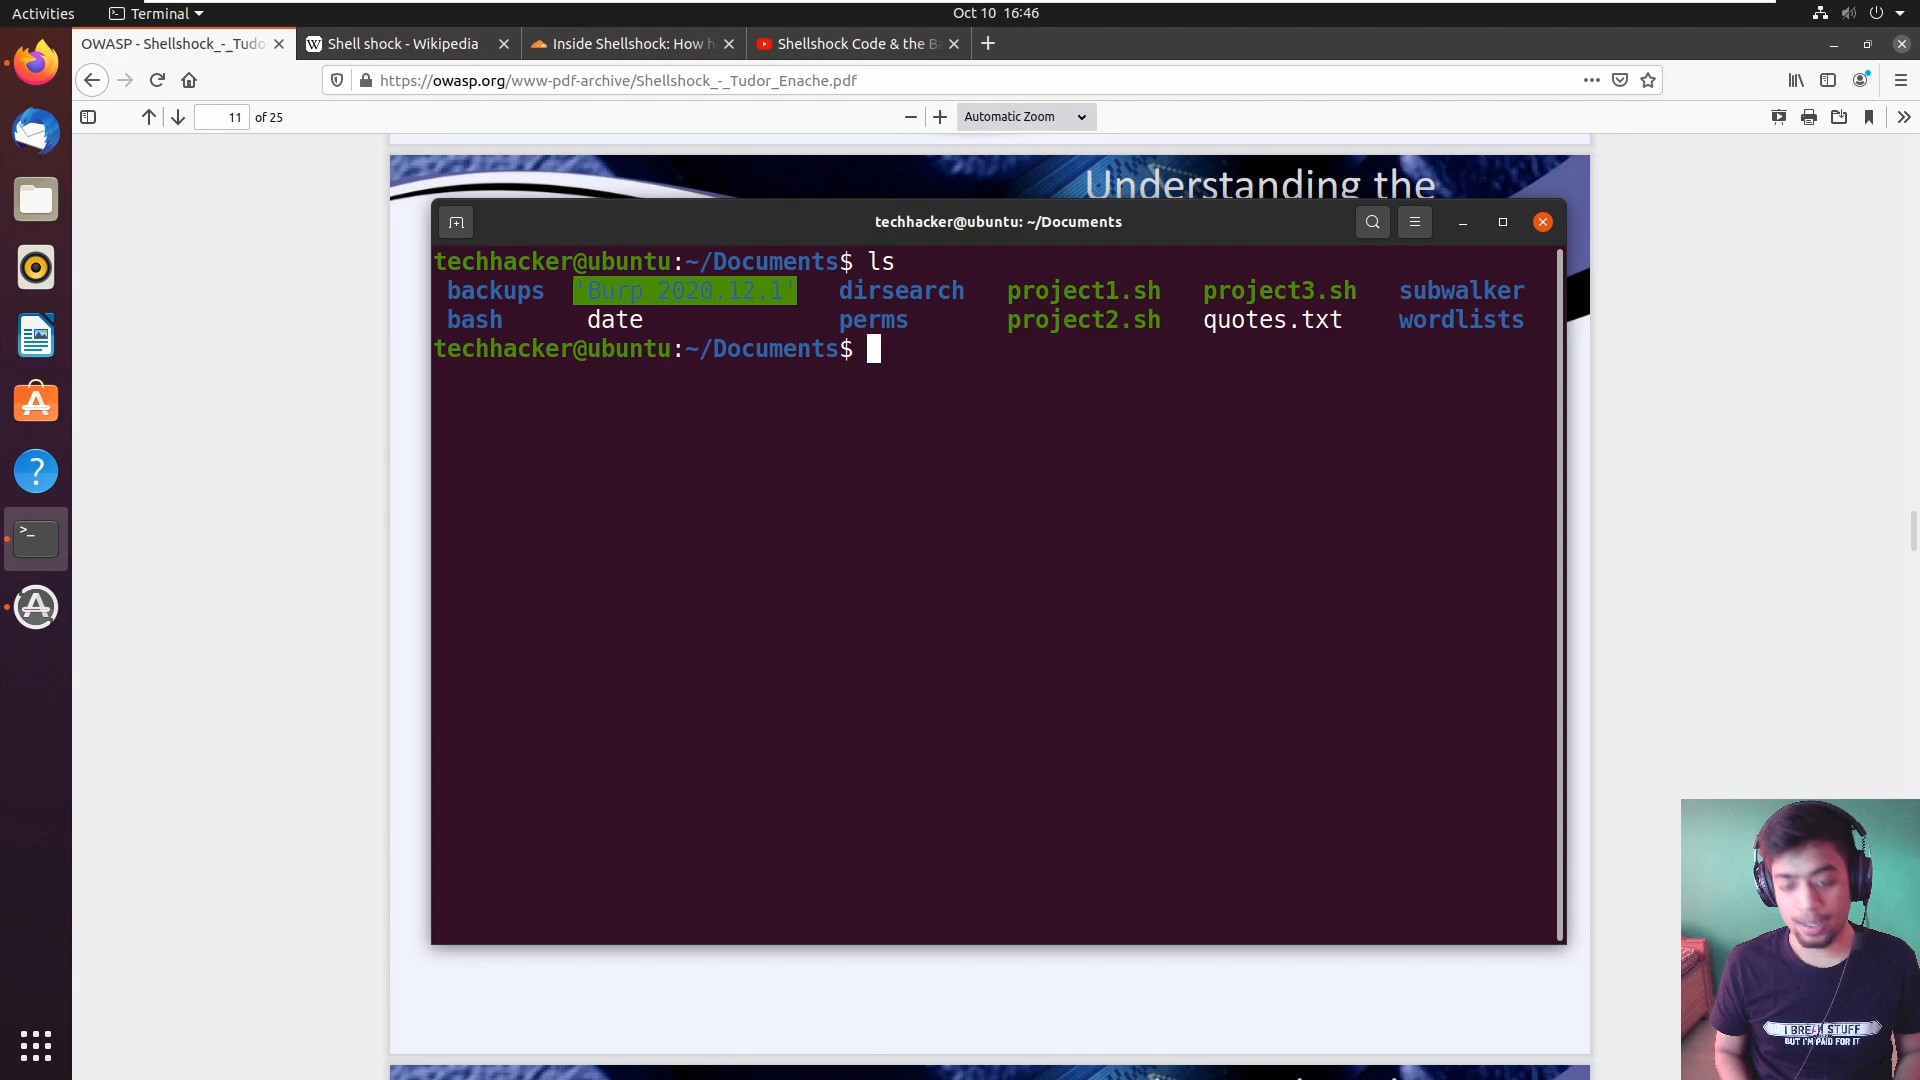 Activities
Terminal
Oct 10 16:46
OWASP - Shellshock_-_Tudo
Shell shock - Wikipedia
Inside Shellshock: How h
Shellshock Code & the Ba
https://owasp.org/www-pdf-archive/Shellshock_-_Tudor_Enache.pdf
11 of 25
Automatic Zoom
Understanding the
techhacker@ubuntu: ~/Documents
techhacker@ubuntu:~/Documents$ ls
backups 'Burp 2020.12.1' dirsearch project1.sh project3.sh subwalker
bash date perms project2.sh quotes.txt wordlists
techhacker@ubuntu:~/Documents$
I BREAK STUFF
BUT I'M PAID FOR IT